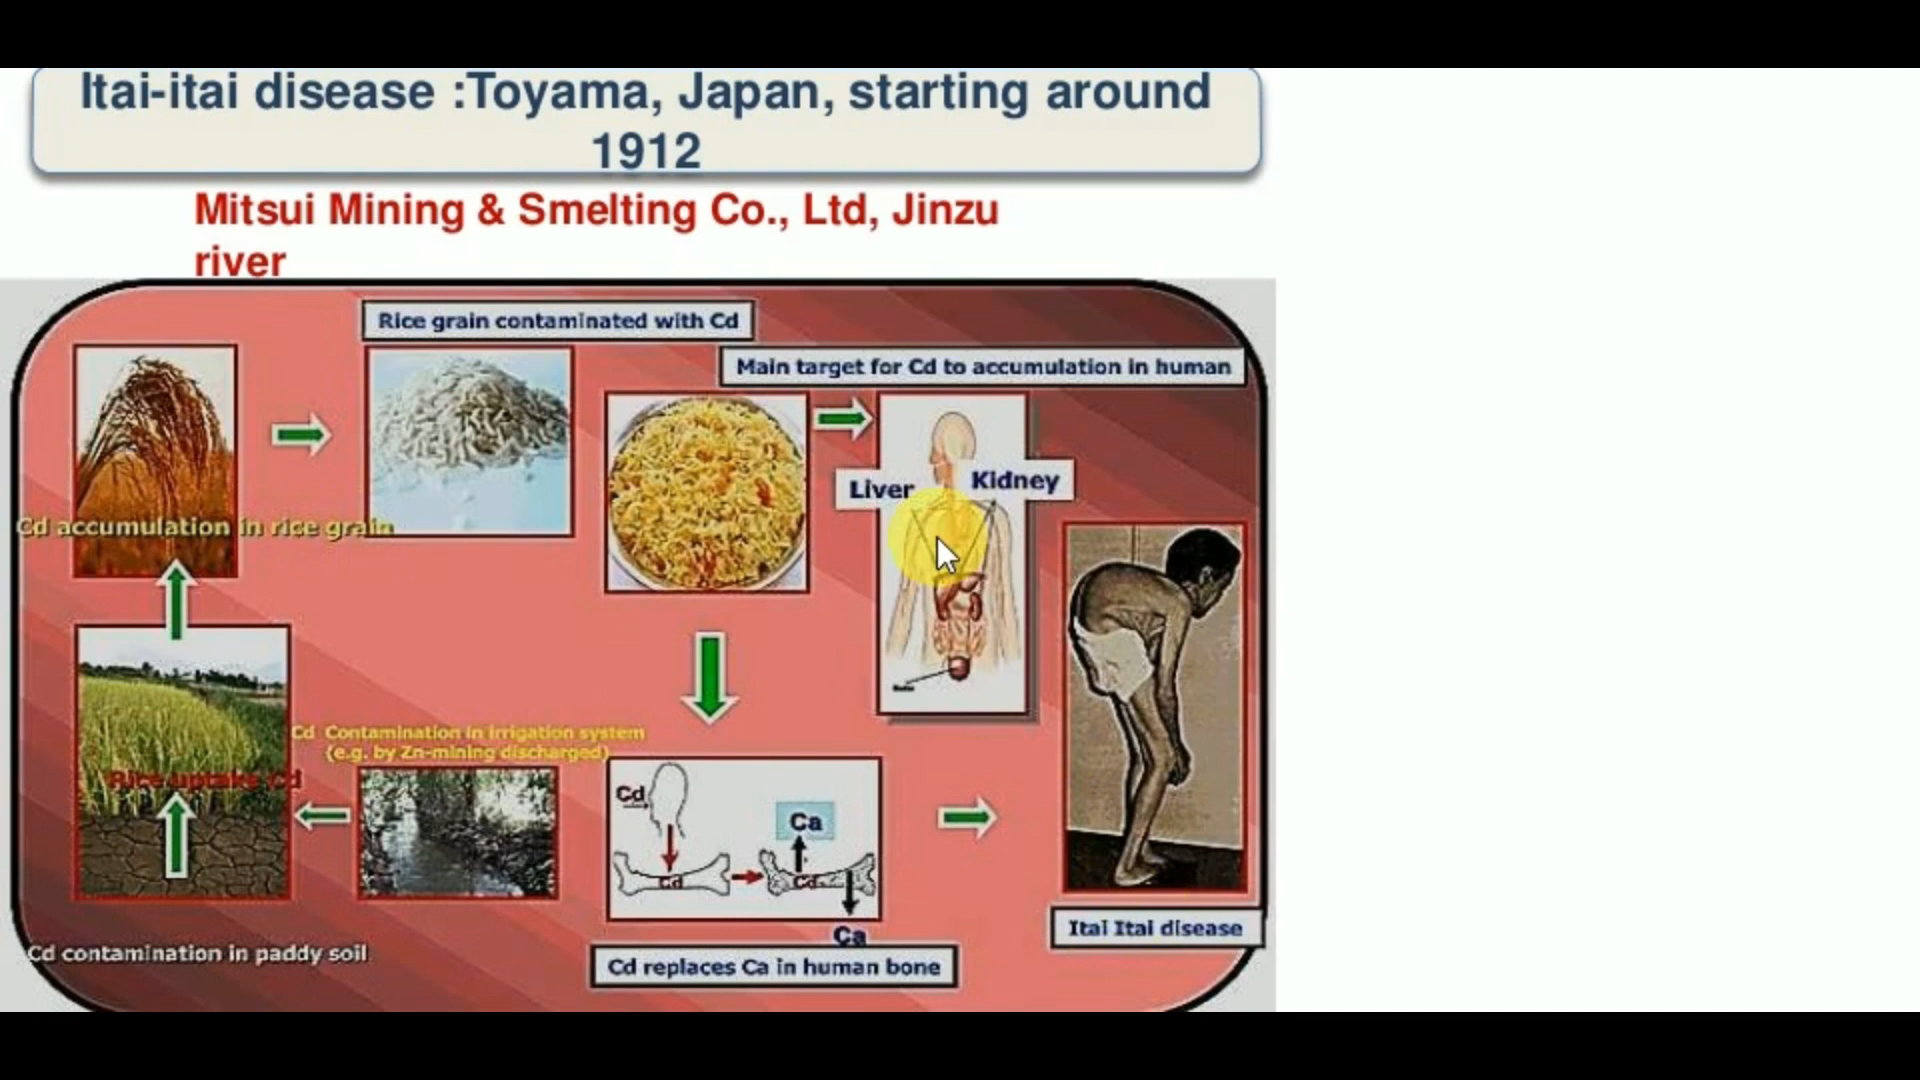 Itai-itai disease :Toyama, Japan, starting around
1912
Mitsui Mining & Smelting Co., Ltd, Jinzu
river
Rice grain contaminated with Cd
Main target for Cd to accumulation in human
Liver
Kidney
Cd accumulation in rice grain
Cd Contamination in irrigation system
(e.g. by Zn-mining discharged)
Rice uptake Cd
Cd
Ca
Cd
Cd
Ca
Itai Itai disease
Cd contamination in paddy soil
Cd replaces Ca in human bone